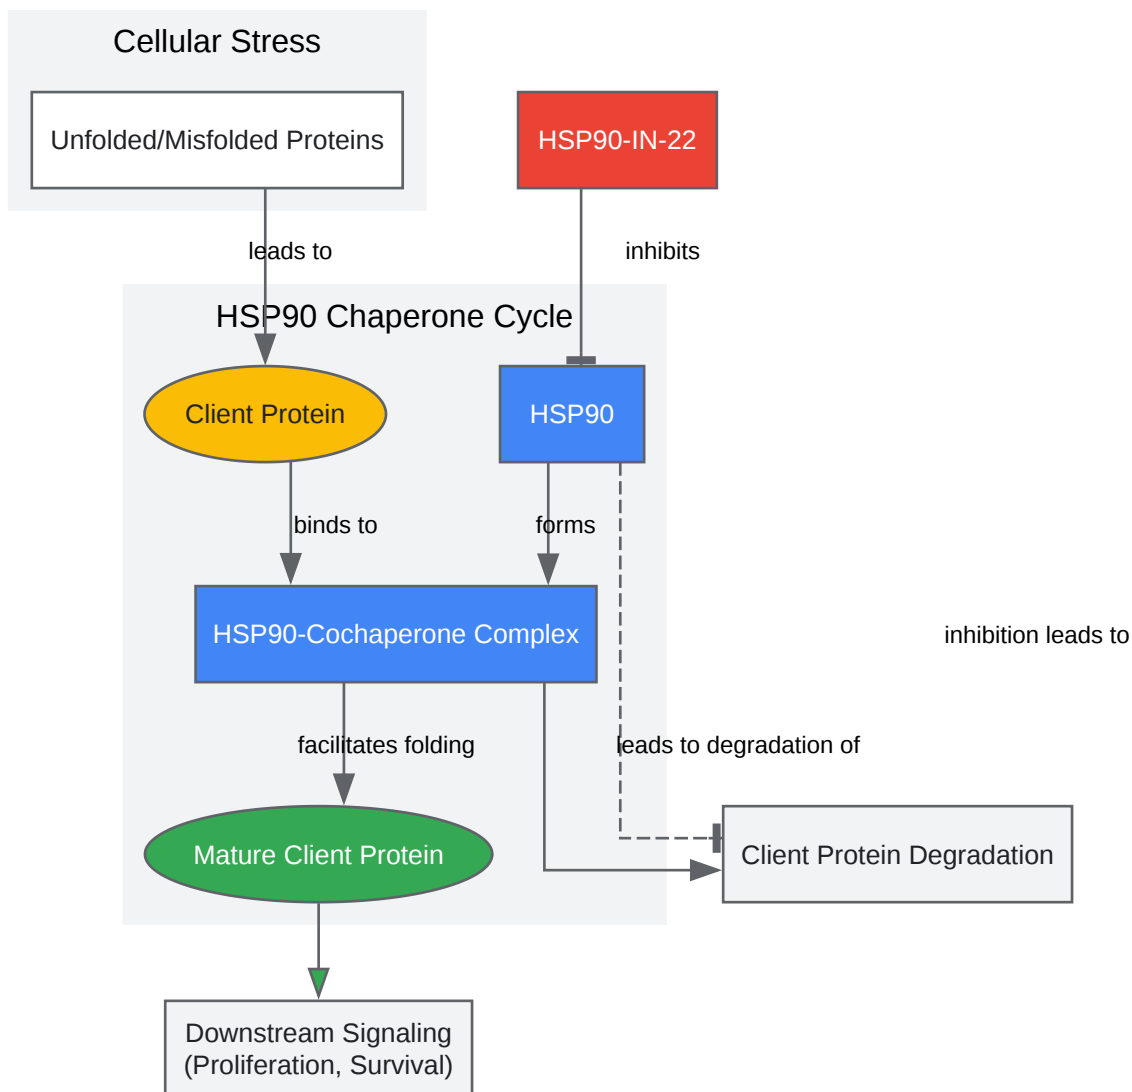 Cellular Stress
Unfolded/Misfolded Proteins
HSP90-IN-22
leads to
inhibits
HSP90 Chaperone Cycle
Client Protein
HSP90
binds to
forms
HSP90-Cochaperone Complex
inhibition leads to
facilitates folding
leads to degradation of
Mature Client Protein
Client Protein Degradation
Downstream Signaling
(Proliferation, Survival)